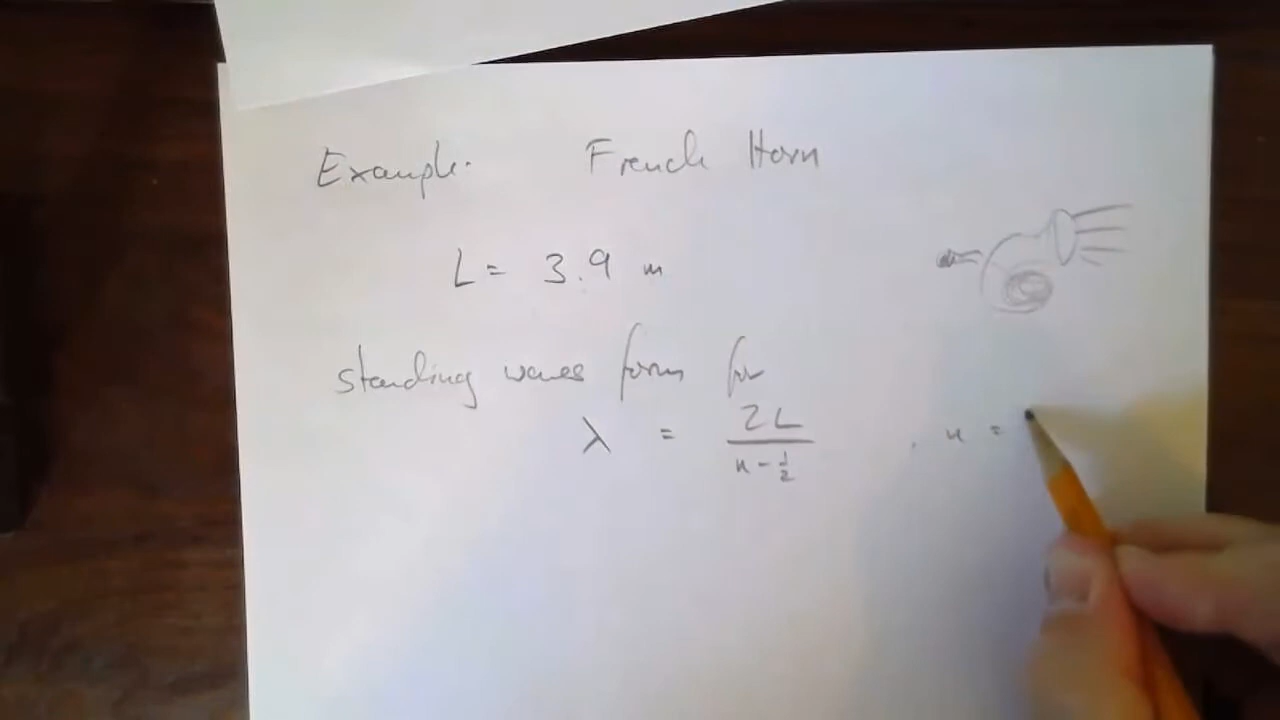 Example. French Horn
L = 3.9 m
standing waves form for
λ = 2L / n - 1/2 , n =